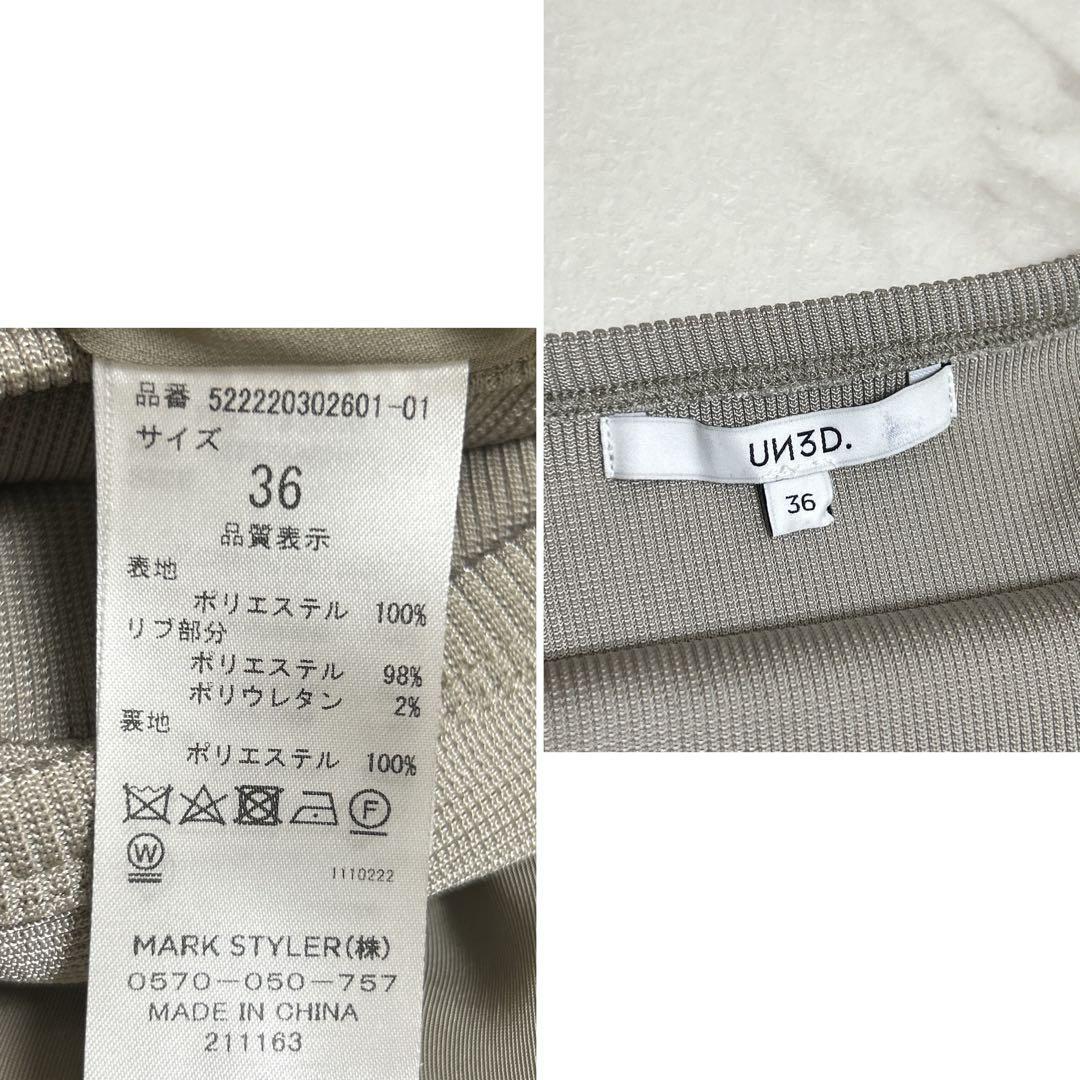 品番 522220302601-01
サイズ
36
品質表示
表地
ポリエステル 100%
リブ部分
ポリエステル 98%
ポリウレタン 2%
裏地
ポリエステル 100%
F
W
1110222
MARK STYLER(株)
0570-050-757
MADE IN CHINA
211163
UИ3D.
36